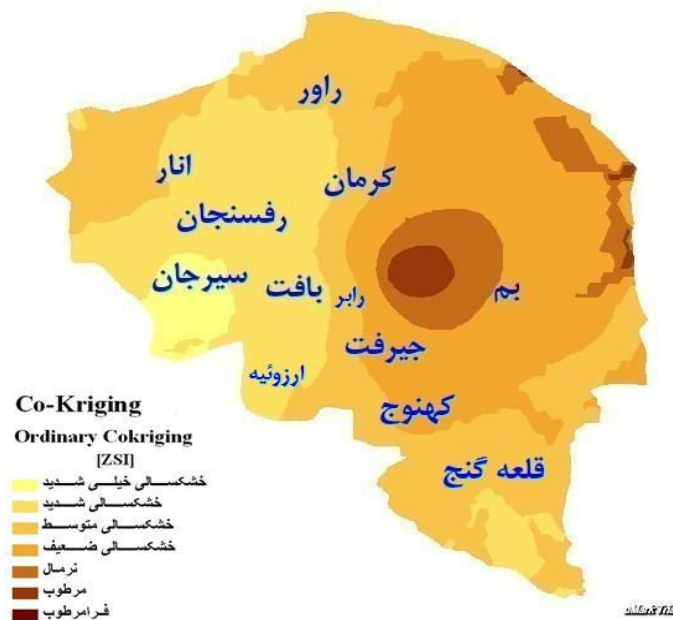 راور
انار
کرمان
رفسنجان
سیرجان
بافت
رابر
بم
جیرفت
ارزوئیه
کهنوج
قلعه گنج
Co-Kriging
Ordinary Cokriging
[ZSI]
خشکسالی خیلی شدید
خشکسالی شدید
خشکسالی متوسط
خشکسالی ضعیف
نرمال
مرطوب
فرامرطوب